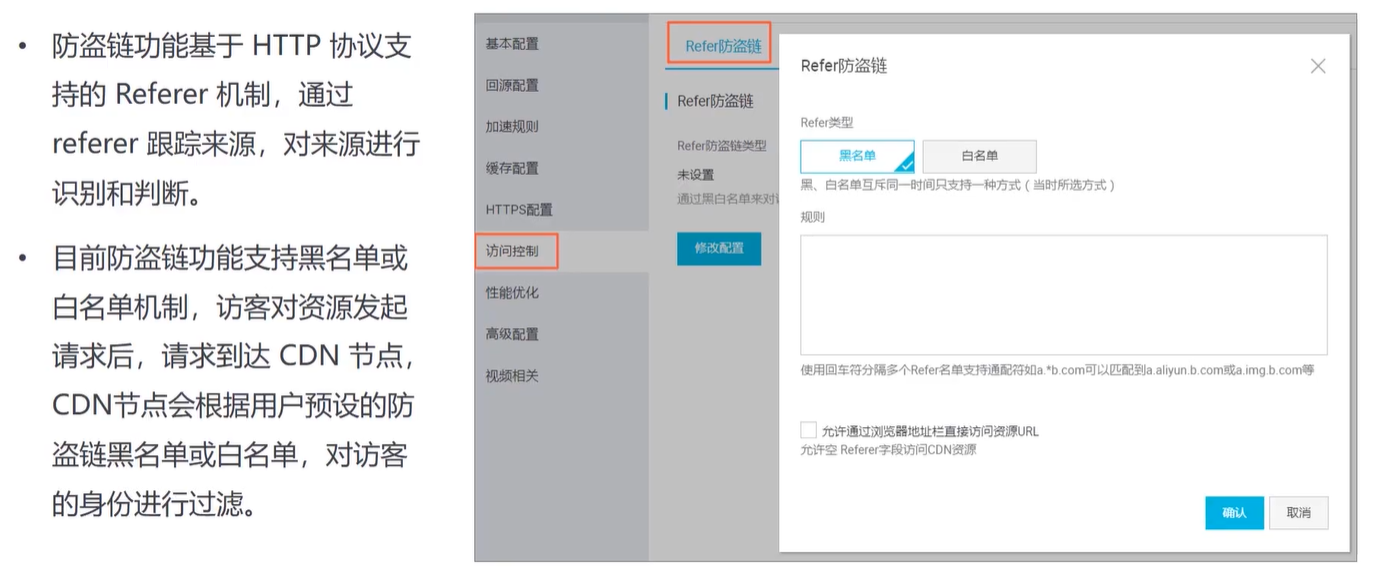 • 防盗链功能基于 HTTP 协议支
持的 Referer 机制，通过
referer 跟踪来源，对来源进行
识别和判断。
• 目前防盗链功能支持黑名单或
白名单机制，访客对资源发起
请求后，请求到达 CDN 节点，
CDN节点会根据用户预设的防
盗链黑名单或白名单，对访客
的身份进行过滤。
基本配置
回源配置
加速规则
缓存配置
HTTPS配置
访问控制
性能优化
高级配置
视频相关
Refer防盗链
Refer防盗链
Refer防盗链类型
未设置
通过黑白名单来对
修改配置
Refer防盗链
Refer类型
黑名单
白名单
黑、白名单互斥同一时间只支持一种方式（当时所选方式）
规则
使用回车符分隔多个Refer名单支持通配符如a.*b.com可以匹配到a.aliyun.b.com或a.img.b.com等
允许通过浏览器地址栏直接访问资源URL
允许空 Referer字段访问CDN资源
确认
取消